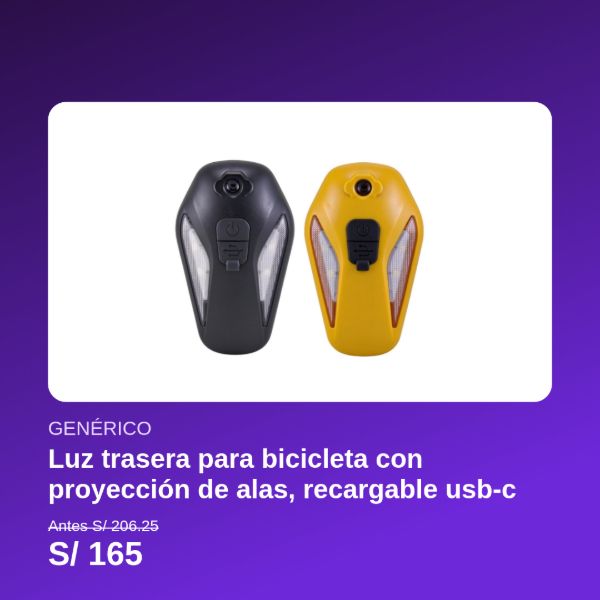 GENÉRICO
Luz trasera para bicicleta con
proyección de alas, recargable usb-c
Antes S/ 206.25
S/ 165